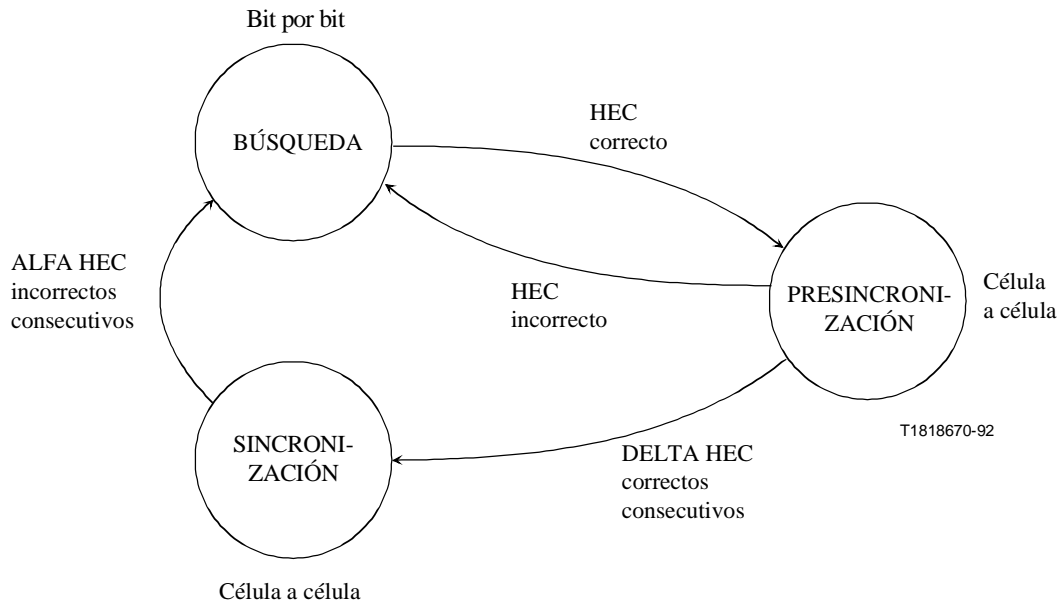 Bit por bit
BÚSQUEDA
HEC
correcto
ALFA HEC
incorrectos
consecutivos
HEC
incorrecto
PRESINCRONI-
ZACIÓN
Célula
a célula
T1818670-92
SINCRONI-
ZACIÓN
DELTA HEC
correctos
consecutivos
Célula a célula